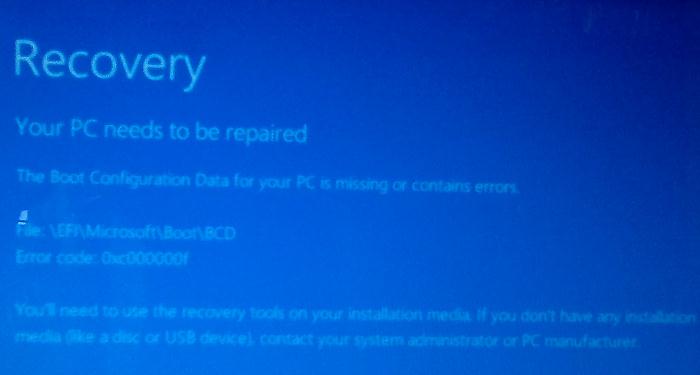 Recovery
Your PC needs to be repaired
The Boot Configuration Data for your PC is missing or contains errors.
File: \EFI\Microsoft\Boot\BCD
Error code: 0xc000000f
You'll need to use the recovery tools on your installation media. If you don't have any installation
media (like a disc or USB device), contact your system administrator or PC manufacturer.